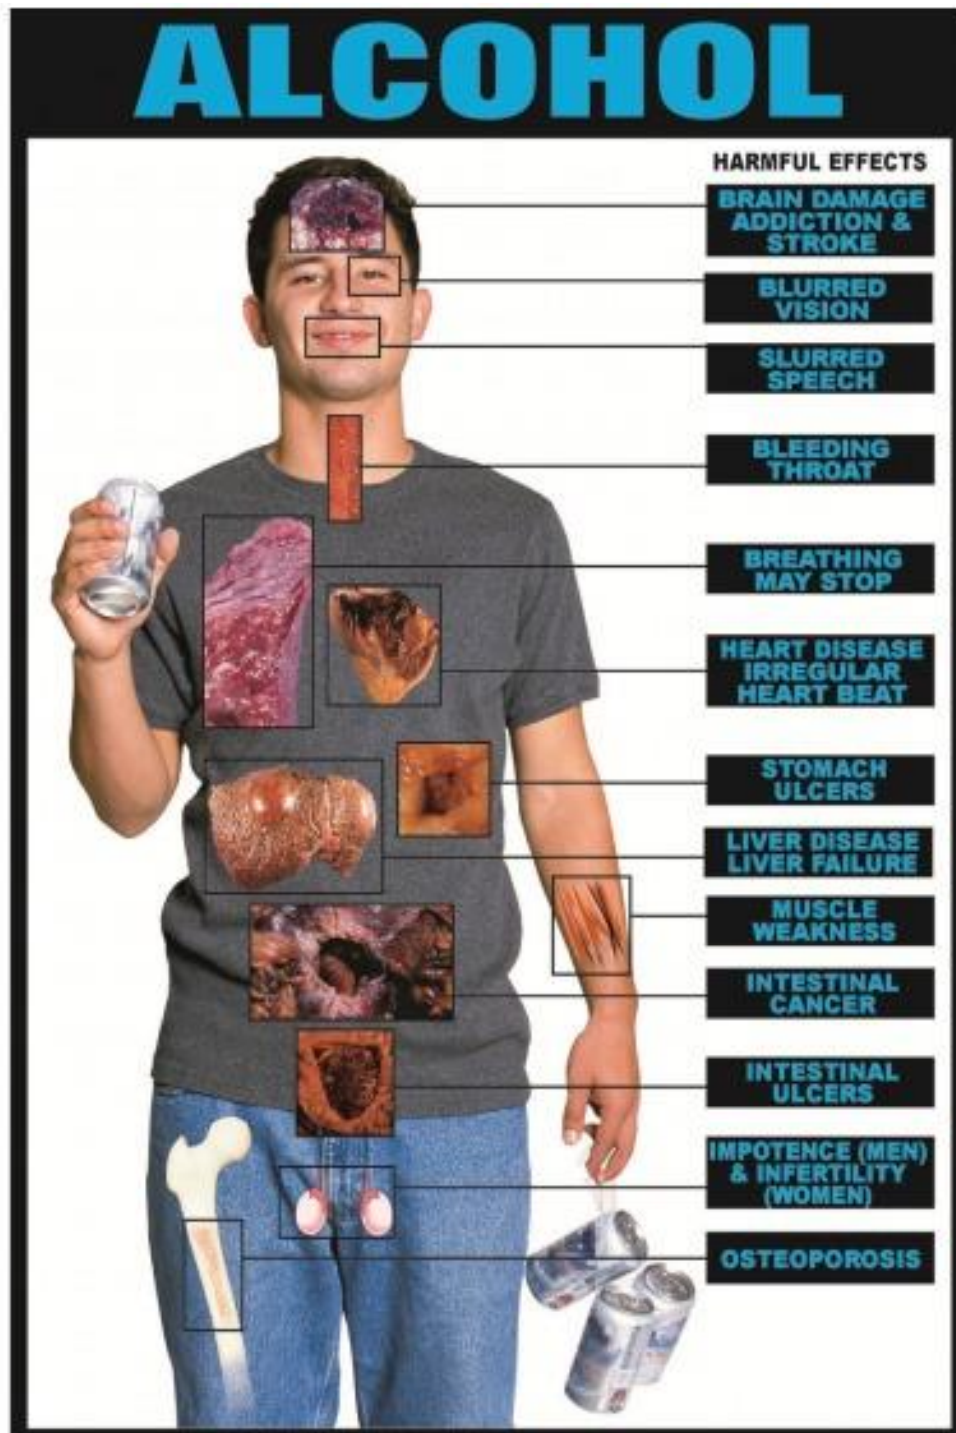 ALCOHOL
HARMFUL EFFECTS
BRAIN DAMAGE
ADDICTION &
STROKE
BLURRED
VISION
SLURRED
SPEECH
BLEEDING
THROAT
BREATHING
MAY STOP
HEART DISEASE
IRREGULAR
HEART BEAT
STOMACH
ULCERS
LIVER DISEASE
LIVER FAILURE
MUSCLE
WEAKNESS
INTESTINAL
CANCER
INTESTINAL
ULCERS
IMPOTENCE (MEN)
& INFERTILITY
(WOMEN)
OSTEOPOROSIS